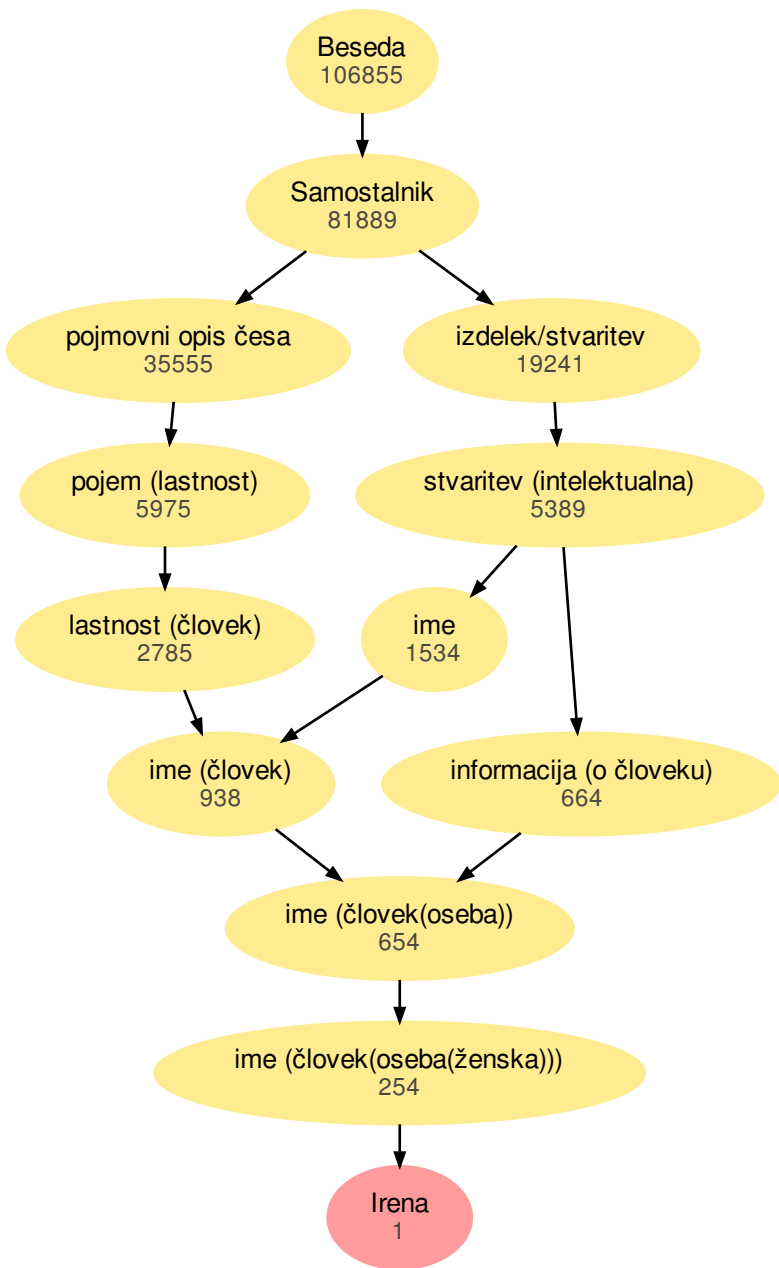 Beseda
106855
Samostalnik
81889
pojmovni opis česa
35555
izdelek/stvaritev
19241
pojem (lastnost)
5975
stvaritev (intelektualna)
5389
lastnost (človek)
2785
ime
1534
ime (človek)
938
informacija (o človeku)
664
ime (človek(oseba))
654
ime (človek(oseba(ženska)))
254
Irena
1